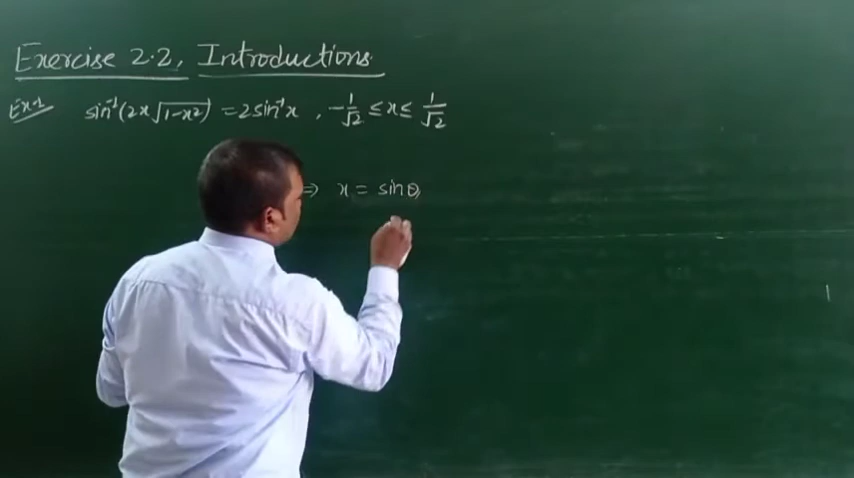 Exercise 2.2, Introductions.
Ex.1 sin⁻¹(2x√(1-x²)) = 2sin⁻¹x , -1/√2 ≤ x ≤ 1/√2
⇒ x = sinθ,